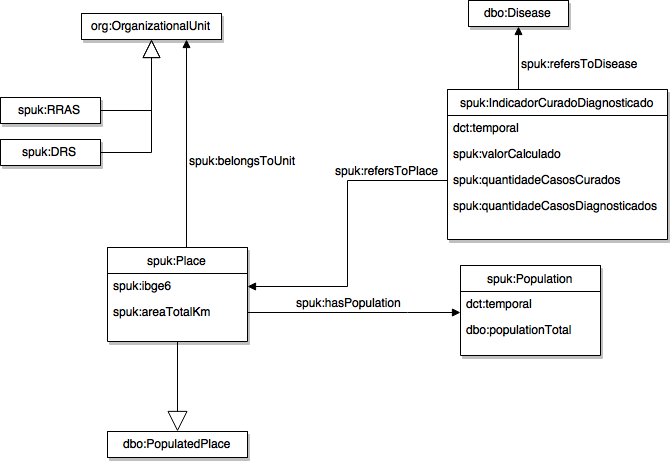 org:OrganizationalUnit
dbo:Disease
spuk:refersToDisease
spuk:RRAS
spuk:IndicadorCuradoDiagnosticado
dct:temporal
spuk:valorCalculado
spuk:quantidadeCasosCurados
spuk:quantidadeCasosDiagnosticados
spuk:DRS
spuk:belongsToUnit
spuk:refersToPlace
spuk:Place
spuk:ibge6
spuk:areaTotalKm
spuk:hasPopulation
spuk:Population
dct:temporal
dbo:populationTotal
dbo:PopulatedPlace